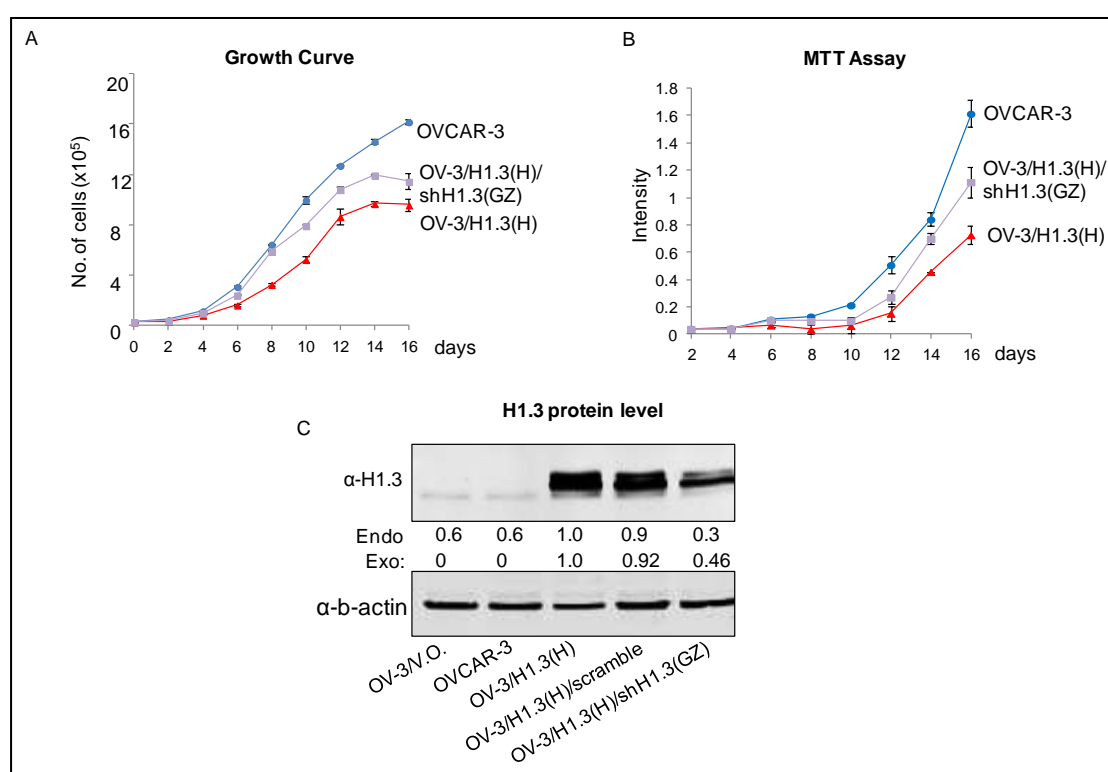 A
Growth Curve
No. of cells (x10⁵)
20
16
12
8
4
0
0 2 4 6 8 10 12 14 16 days
OVCAR-3
OV-3/H1.3(H)/
shH1.3(GZ)
OV-3/H1.3(H)
B
MTT Assay
Intensity
1.8
1.6
1.4
1.2
1
0.8
0.6
0.4
0.2
0
2 4 6 8 10 12 14 16 days
OVCAR-3
OV-3/H1.3(H)/
shH1.3(GZ)
OV-3/H1.3(H)
H1.3 protein level
C
α-H1.3
Endo 0.6 0.6 1.0 0.9 0.3
Exo: 0 0 1.0 0.92 0.46
α-b-actin
OV-3/V.O.
OVCAR-3
OV-3/H1.3(H)
OV-3/H1.3(H)/scramble
OV-3/H1.3(H)/shH1.3(GZ)